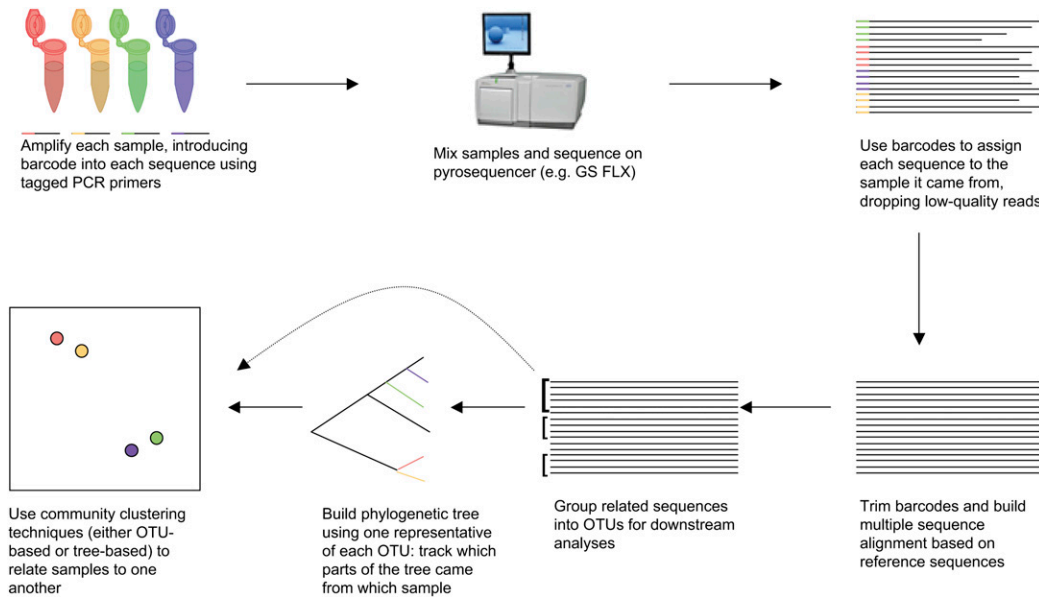 Amplify each sample, introducing
barcode into each sequence using
tagged PCR primers
Mix samples and sequence on
pyrosequencer (e.g. GS FLX)
Use barcodes to assign
each sequence to the
sample it came from,
dropping low-quality reads
Use community clustering
techniques (either OTU-
based or tree-based) to
relate samples to one
another
Build phylogenetic tree
using one representative
of each OTU: track which
parts of the tree came
from which sample
Group related sequences
into OTUs for downstream
analyses
Trim barcodes and build
multiple sequence
alignment based on
reference sequences